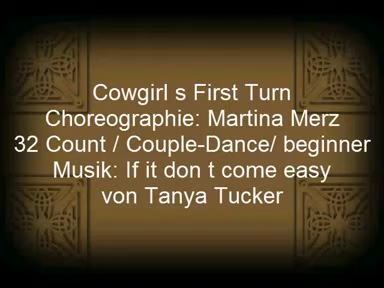 Cowgirl s First Turn
Choreographie: Martina Merz
32 Count / Couple-Dance/ beginner
Musik: If it don t come easy
von Tanya Tucker